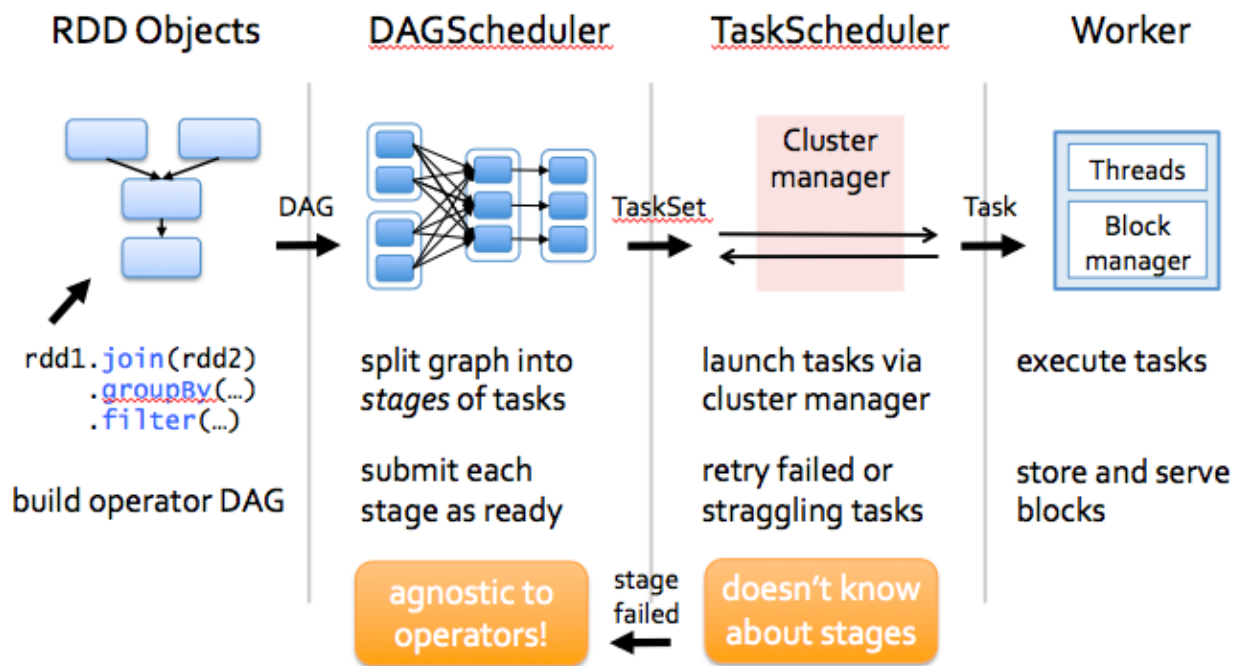 RDD Objects
DAGScheduler
TaskScheduler
Worker
DAG
TaskSet
Cluster
manager
Task
Threads
Block
manager
rdd1.join(rdd2)
.groupBy(…)
.filter(…)
build operator DAG
split graph into
stages of tasks
submit each
stage as ready
agnostic to
operators!
launch tasks via
cluster manager
retry failed or
straggling tasks
stage
failed
doesn't know
about stages
execute tasks
store and serve
blocks